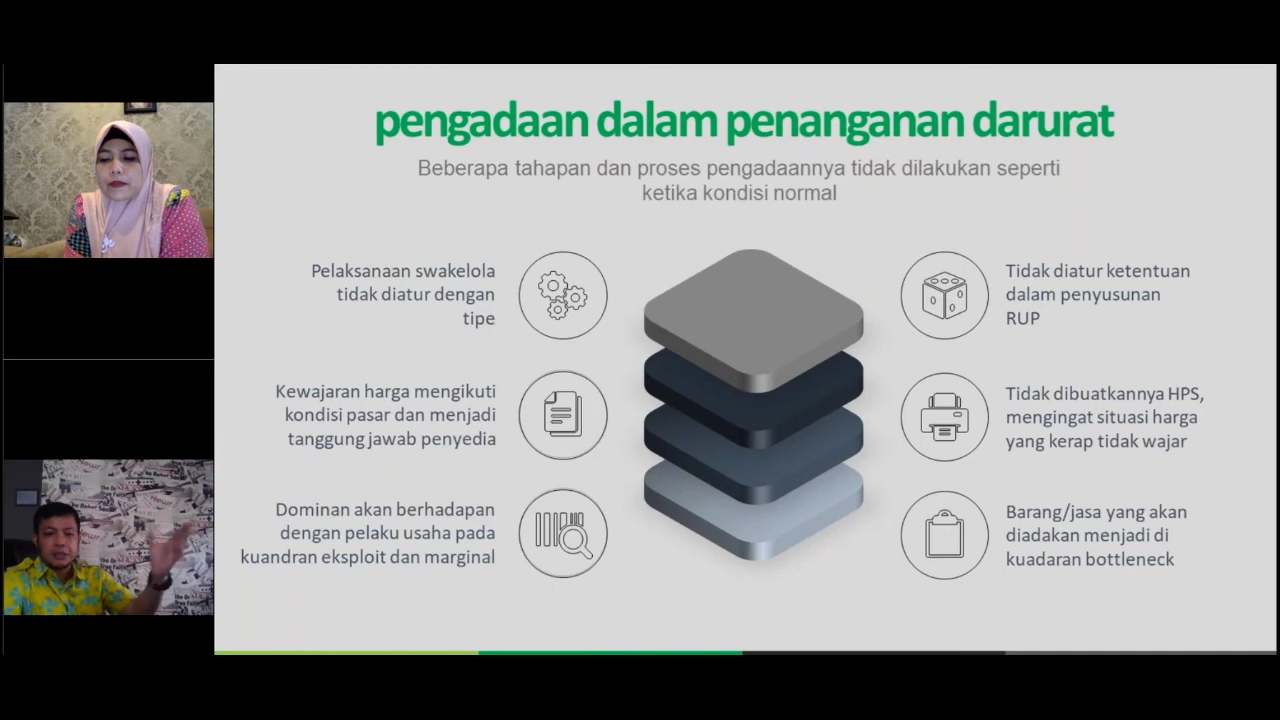 pengadaan dalam penanganan darurat
Beberapa tahapan dan proses pengadaannya tidak dilakukan seperti
ketika kondisi normal
Pelaksanaan swakelola
tidak diatur dengan
tipe
Kewajaran harga mengikuti
kondisi pasar dan menjadi
tanggung jawab penyedia
Dominan akan berhadapan
dengan pelaku usaha pada
kuandran eksploit dan marginal
Tidak diatur ketentuan
dalam penyusunan
RUP
Tidak dibuatkannya HPS,
mengingat situasi harga
yang kerap tidak wajar
Barang/jasa yang akan
diadakan menjadi di
kuadaran bottleneck